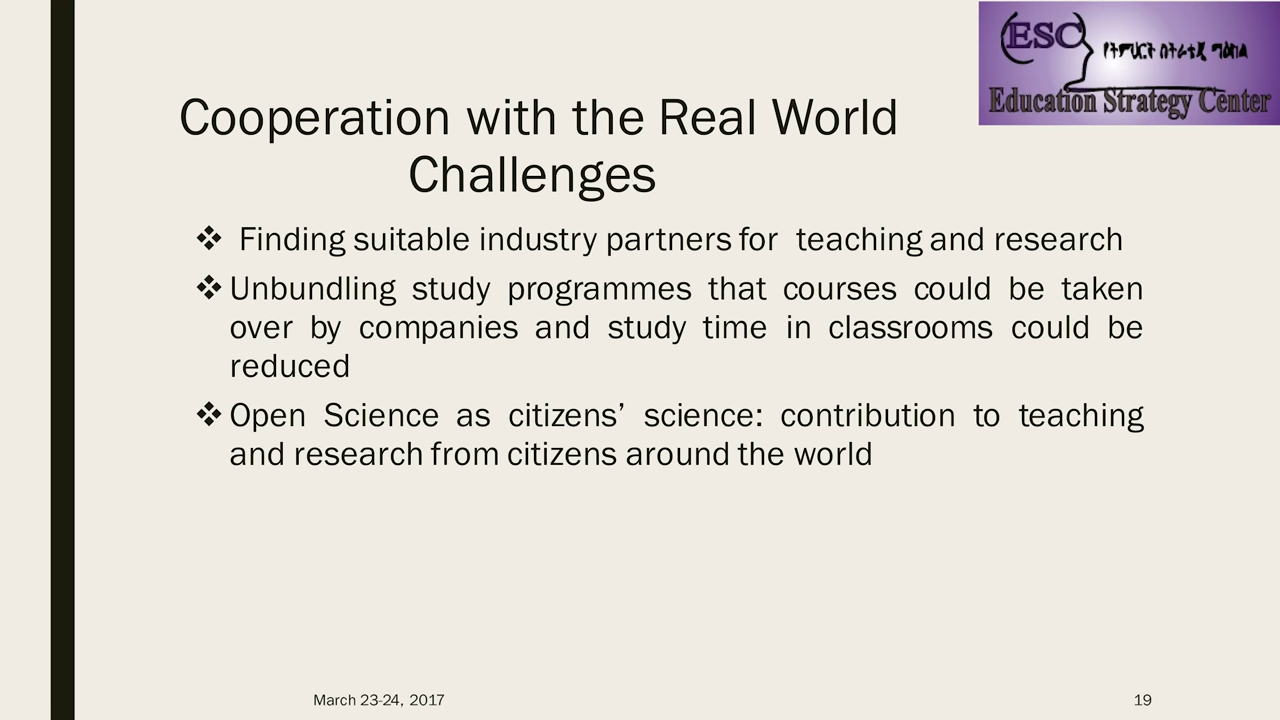 ESC
የትምህርት ስትራቴጂ ማዕከል
Education Strategy Center
Cooperation with the Real World
Challenges
❖ Finding suitable industry partners for teaching and research
❖ Unbundling study programmes that courses could be taken
over by companies and study time in classrooms could be
reduced
❖ Open Science as citizens’ science: contribution to teaching
and research from citizens around the world
March 23-24, 2017
19